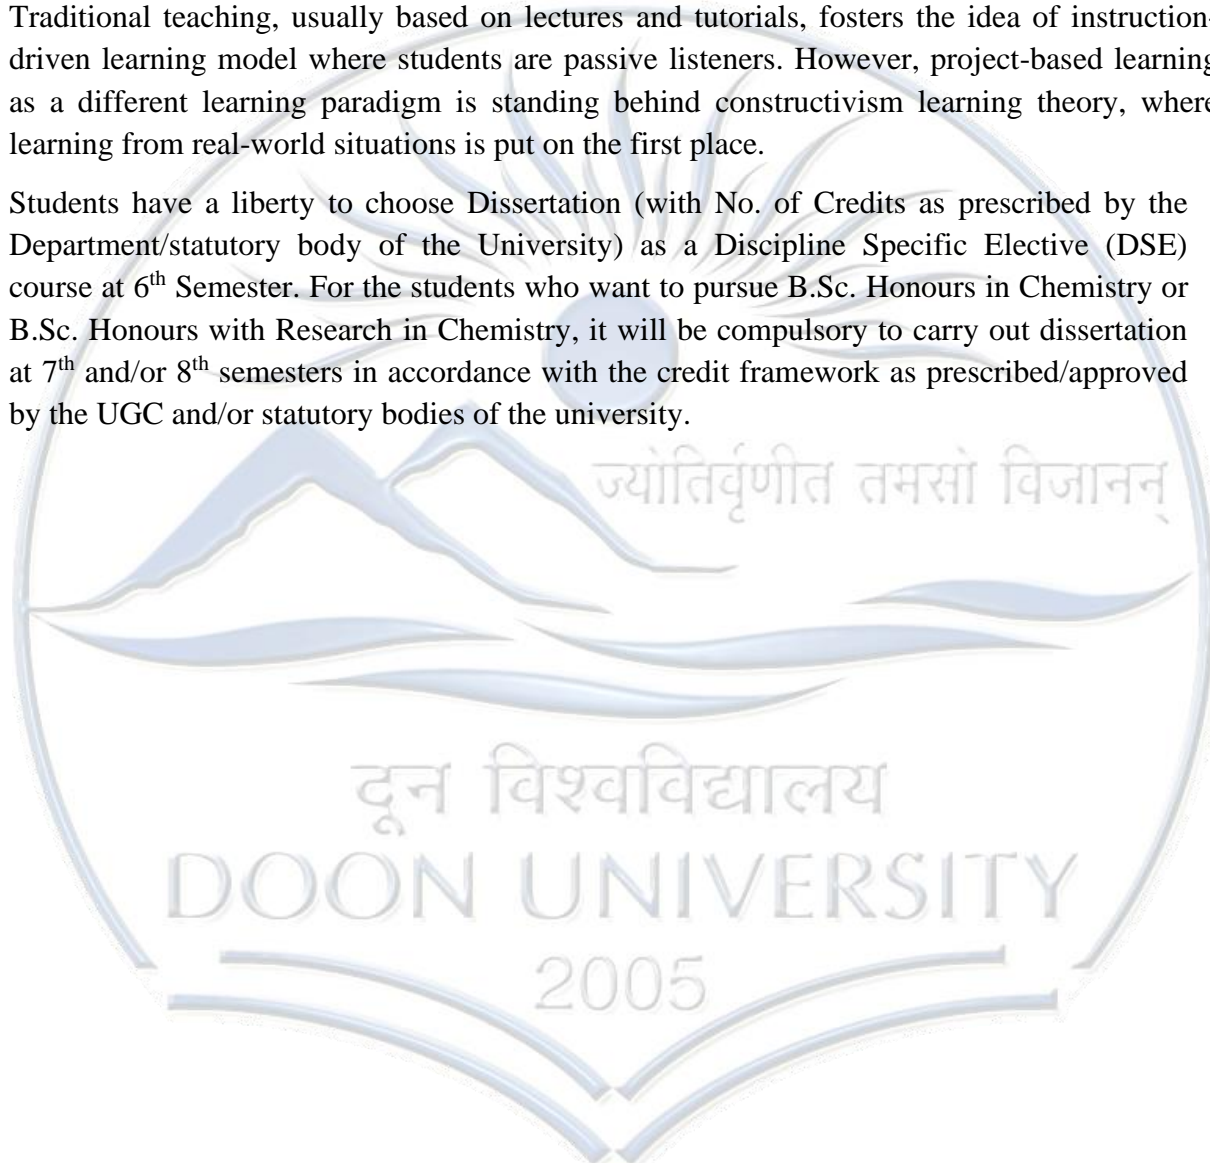 Traditional teaching, usually based on lectures and tutorials, fosters the idea of instruction-
driven learning model where students are passive listeners. However, project-based learning
as a different learning paradigm is standing behind constructivism learning theory, where
learning from real-world situations is put on the first place.
Students have a liberty to choose Dissertation (with No. of Credits as prescribed by the
Department/statutory body of the University) as a Discipline Specific Elective (DSE)
course at 6th Semester. For the students who want to pursue B.Sc. Honours in Chemistry or
B.Sc. Honours with Research in Chemistry, it will be compulsory to carry out dissertation
at 7th and/or 8th semesters in accordance with the credit framework as prescribed/approved
by the UGC and/or statutory bodies of the university.
ज्योतिर्वृणीत तमसो विजानन्
दून विश्वविद्यालय
DOON UNIVERSITY
2005